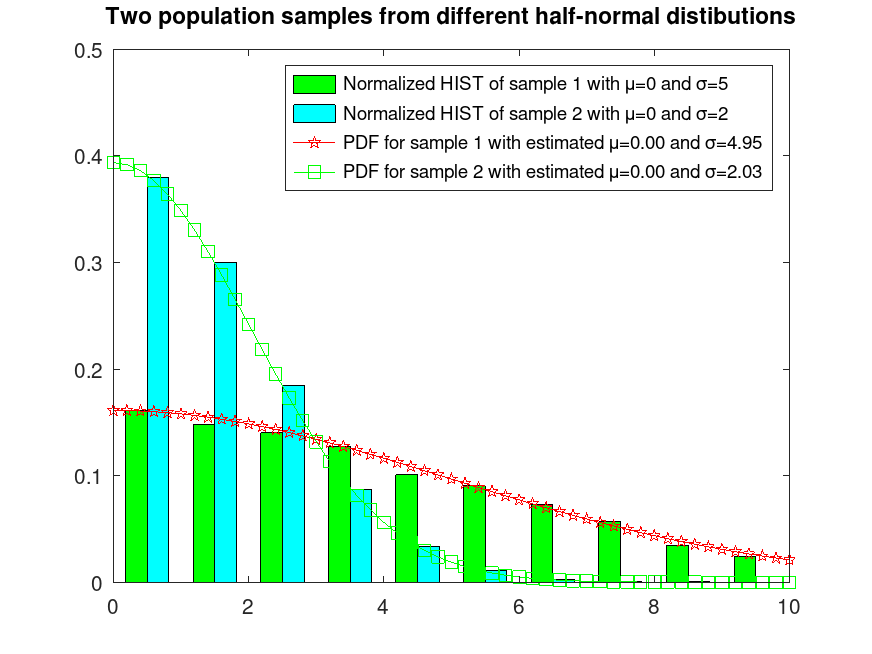 Two population samples from different half-normal distibutions
0.5
Normalized HIST of sample 1 with μ=0 and σ=5
Normalized HIST of sample 2 with μ=0 and σ=2
PDF for sample 1 with estimated μ=0.00 and σ=4.95
PDF for sample 2 with estimated μ=0.00 and σ=2.03
0.4
0.3
0.2
0.1
0
0 2 4 6 8 10